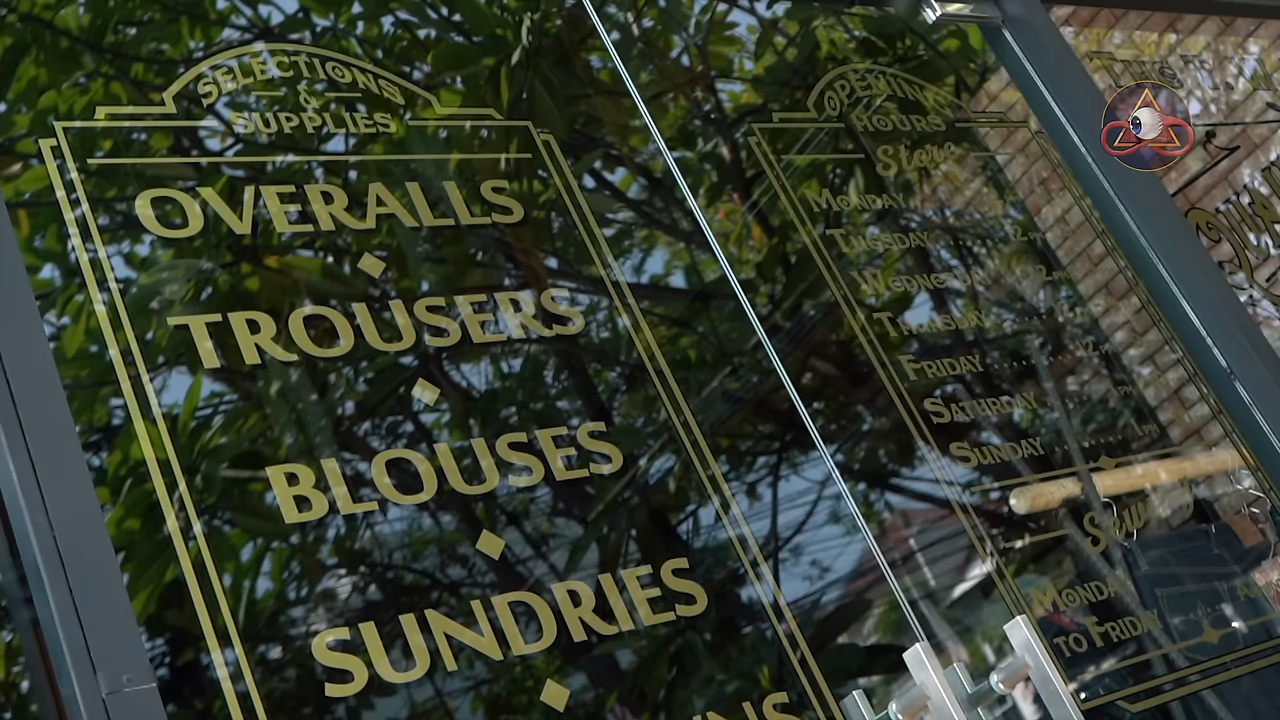 SELECTIONS
&
SUPPLIES
OVERALLS
TROUSERS
BLOUSES
SUNDRIES
OPENING
HOURS
Store
MONDAY
TUESDAY
WEDNESDAY
THURSDAY
FRIDAY
SATURDAY
SUNDAY 1PM
MONDAY
TO FRIDAY